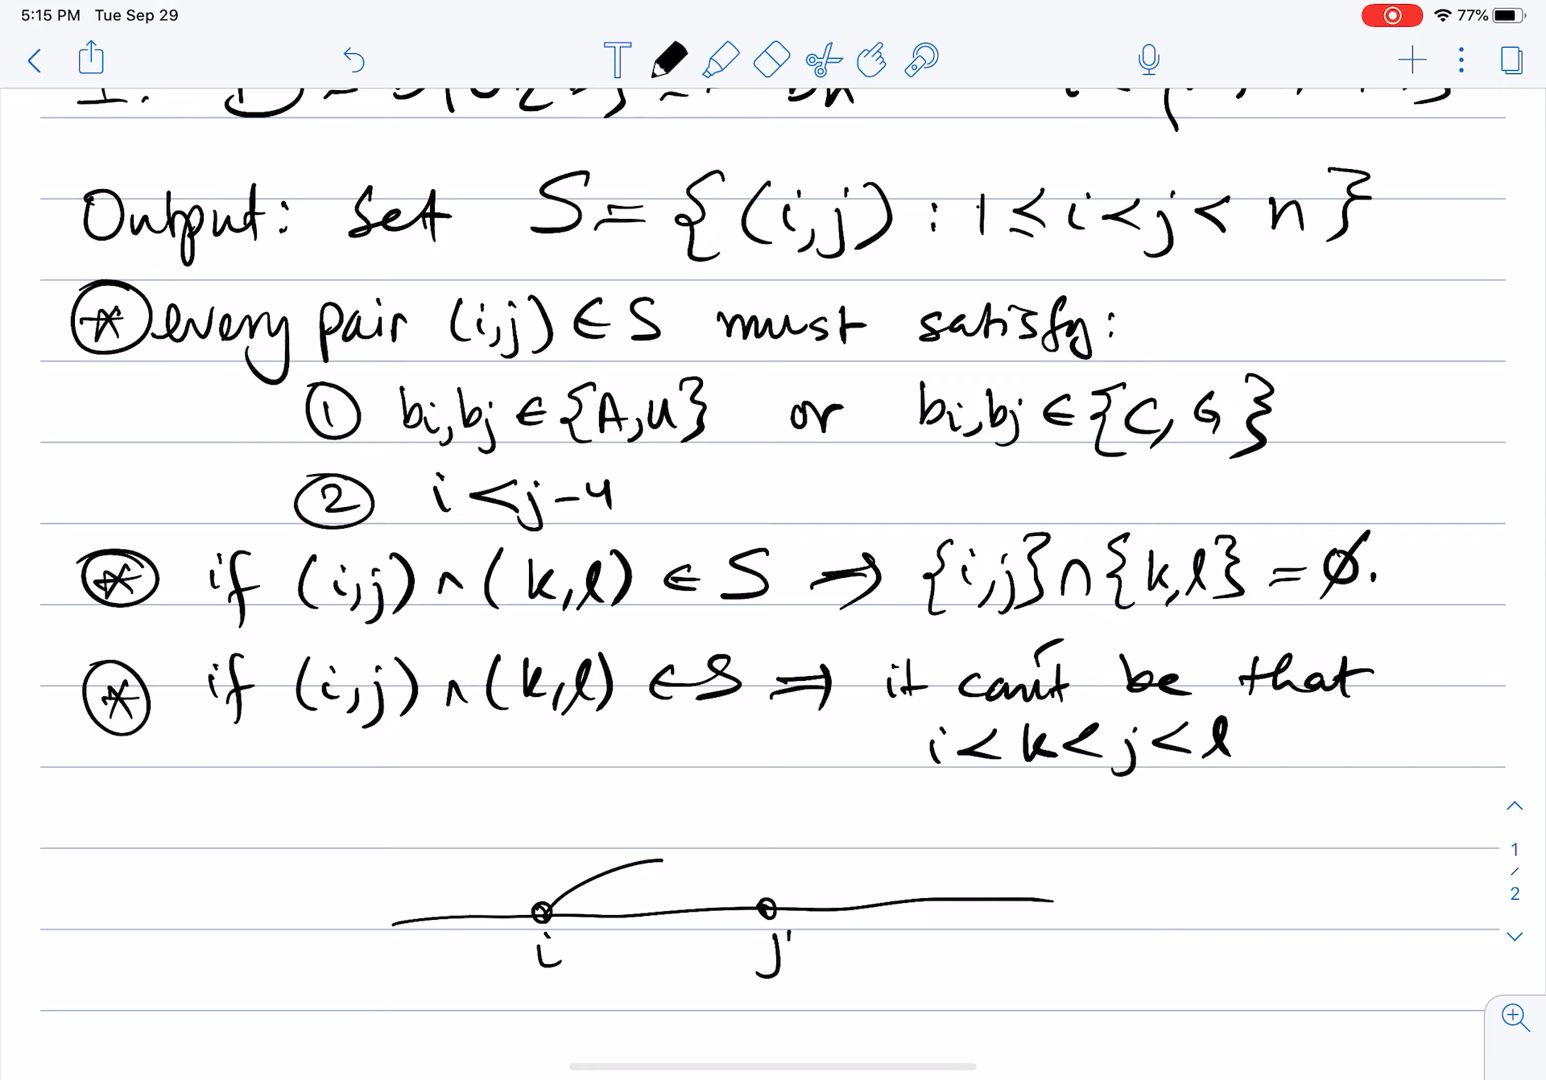 5:15 PM Tue Sep 29 77%
Output: Set S = {(i,j) : 1 ≤ i < j < n}
* every pair (i,j) ∈ S must satisfy:
① bi,bj ∈ {A,U} or bi,bj ∈ {C,G}
② i < j-4
* if (i,j) ∧ (k,l) ∈ S ⇒ {i,j} ∩ {k,l} = ∅.
* if (i,j) ∧ (k,l) ∈ S ⇒ it can't be that
i < k < j < l
1
/
2
i j